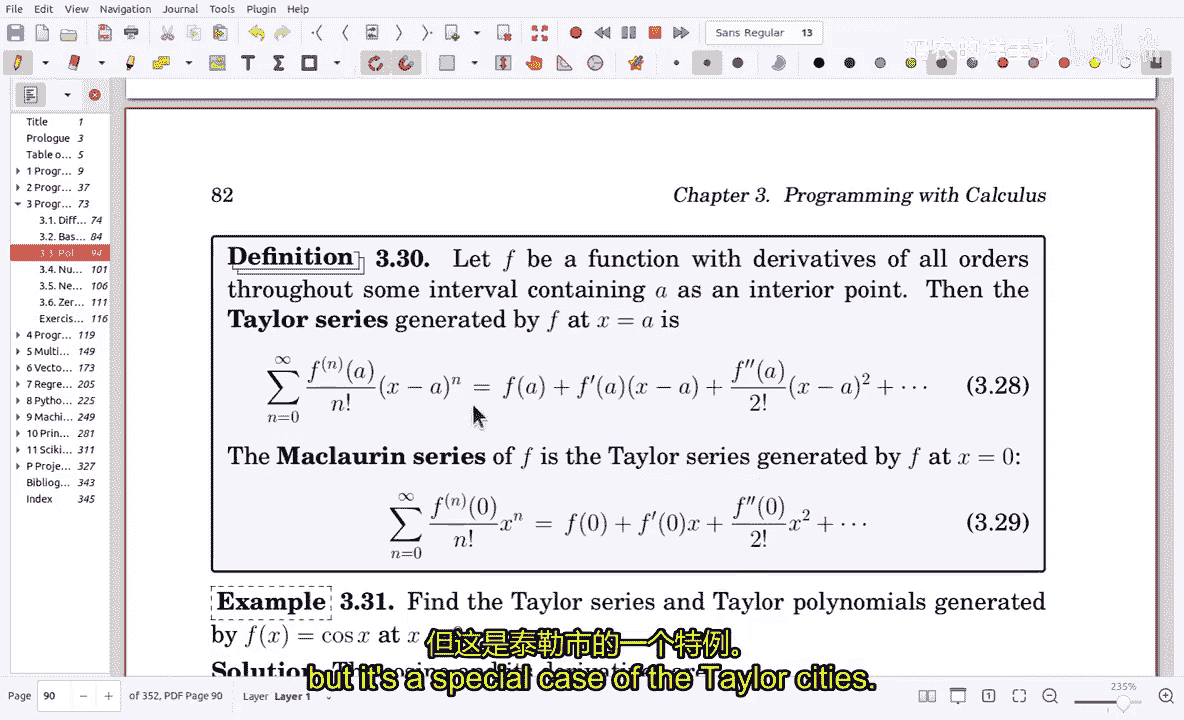 File Edit View Navigation Journal Tools Plugin Help
Sans Regular 13
Title 1
Prologue 3
Table o... 5
1 Progr... 9
2 Progr... 37
3 Progr... 73
3.1. Diff... 74
3.2. Bas... 84
3.3. Pol... 94
3.4. Nu... 101
3.5. Ne... 106
3.6. Zer... 111
Exercis... 116
4 Progr... 119
5 Multi... 149
6 Vecto... 173
7 Regre... 205
8 Pytho... 225
9 Machi... 249
10 Prin... 281
11 Sciki... 311
P Proje... 327
Bibliog... 343
Index 345
82 Chapter 3. Programming with Calculus
Definition 3.30. Let f be a function with derivatives of all orders
throughout some interval containing a as an interior point. Then the
Taylor series generated by f at x = a is
∑_{n=0}^{∞} f^{(n)}(a)/n! (x − a)^n = f(a) + f′(a)(x − a) + f″(a)/2! (x − a)^2 + ··· (3.28)
The Maclaurin series of f is the Taylor series generated by f at x = 0:
∑_{n=0}^{∞} f^{(n)}(0)/n! x^n = f(0) + f′(0)x + f″(0)/2! x^2 + ··· (3.29)
Example 3.31. Find the Taylor series and Taylor polynomials generated
by f(x) = cos x at x
但这是泰勒市的一个特例。
Solution
but it's a special case of the Taylor cities.
Page 90 of 352, PDF Page 90 Layer Layer 1 235%